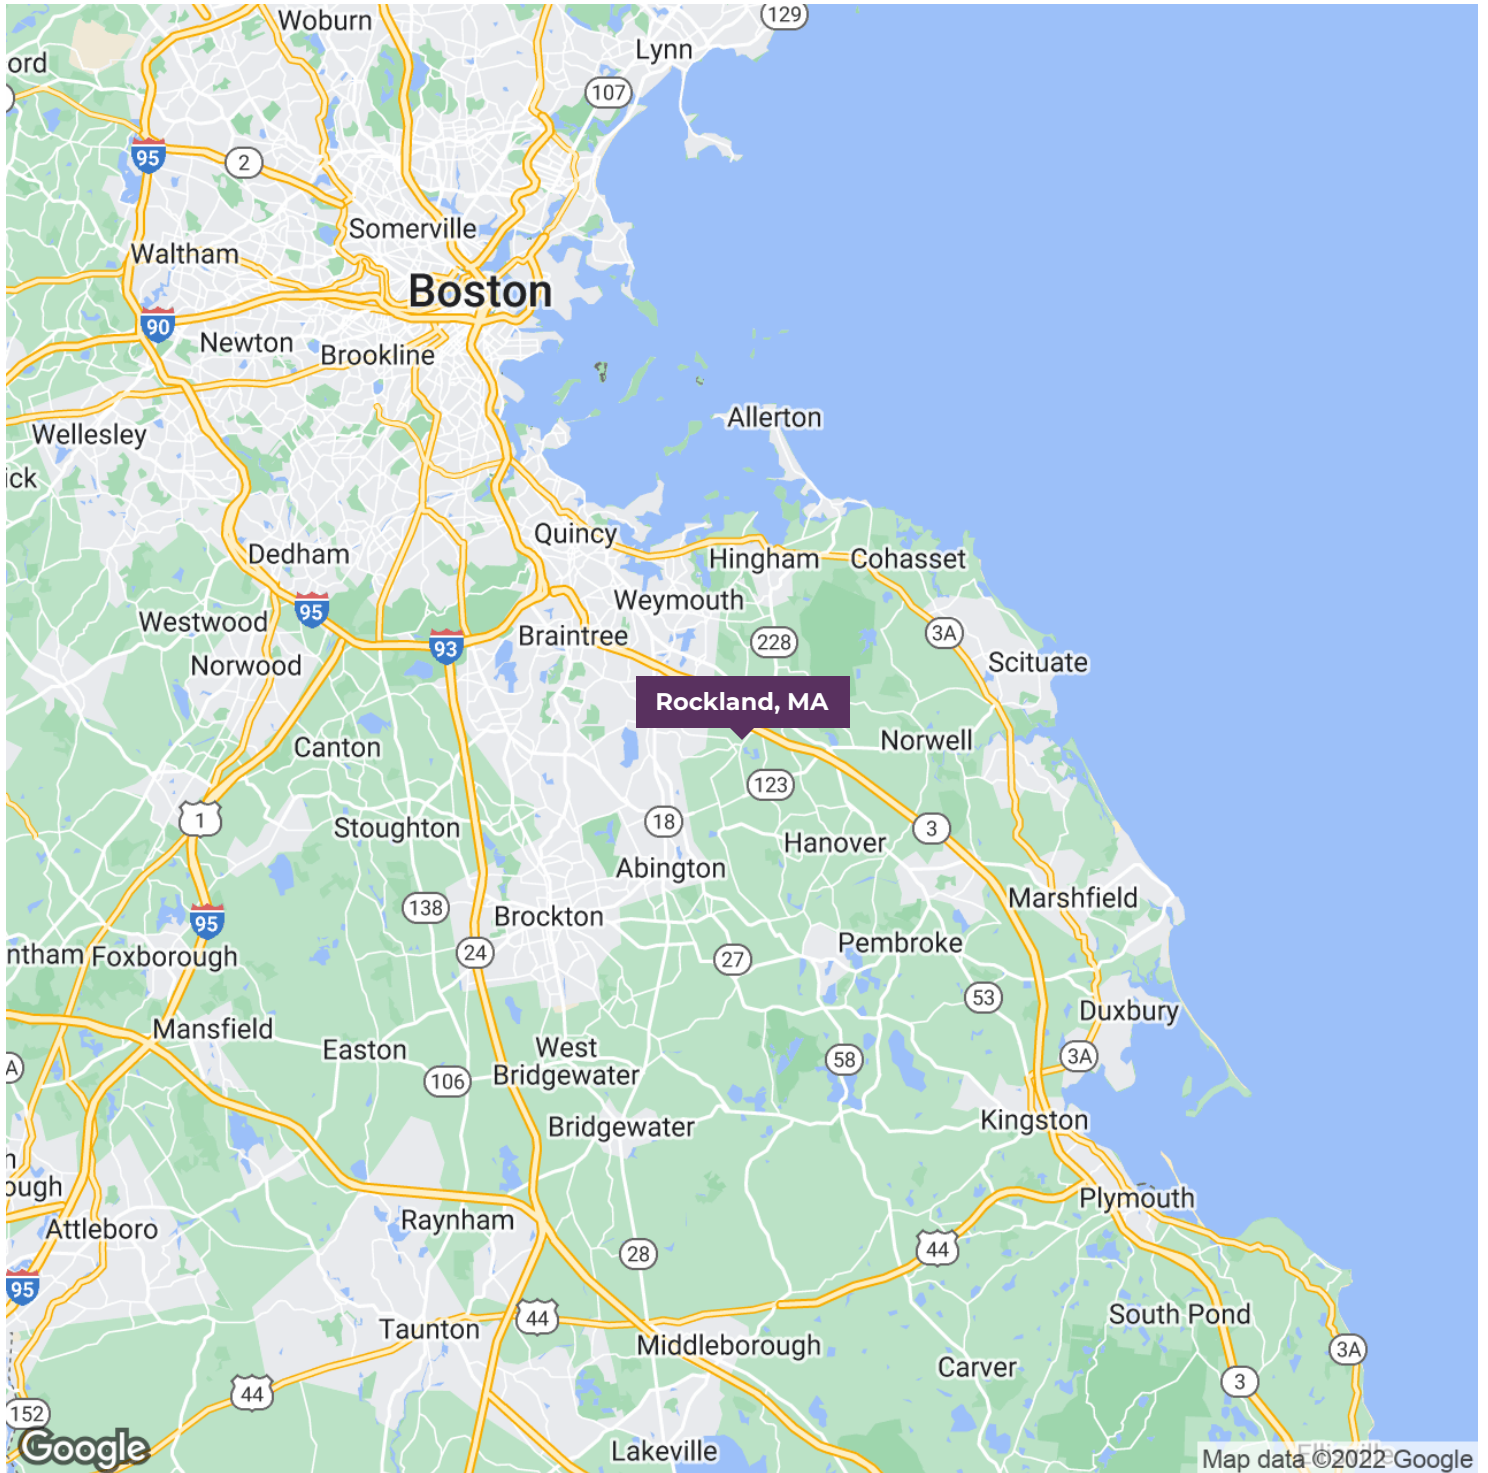 129
Woburn
Lynn
ord
107
95
2
Somerville
Waltham
Boston
90
Newton
Brookline
Allerton
Wellesley
ick
Quincy
Dedham
Hingham
Cohasset
Weymouth
95
Westwood
3A
Braintree
228
93
Norwood
Scituate
Rockland, MA
Canton
Norwell
123
1
18
Stoughton
3
Hanover
Abington
Marshfield
138
Brockton
95
Pembroke
24
ntham
Foxborough
27
53
Duxbury
Mansfield
Easton
West
Bridgewater
3A
58
A
106
Kingston
Bridgewater
n
ough
Plymouth
Raynham
Attleboro
44
28
95
South Pond
44
Taunton
Middleborough
3A
Carver
3
44
152
Google
Lakeville
Ellisville
Map data ©2022 Google